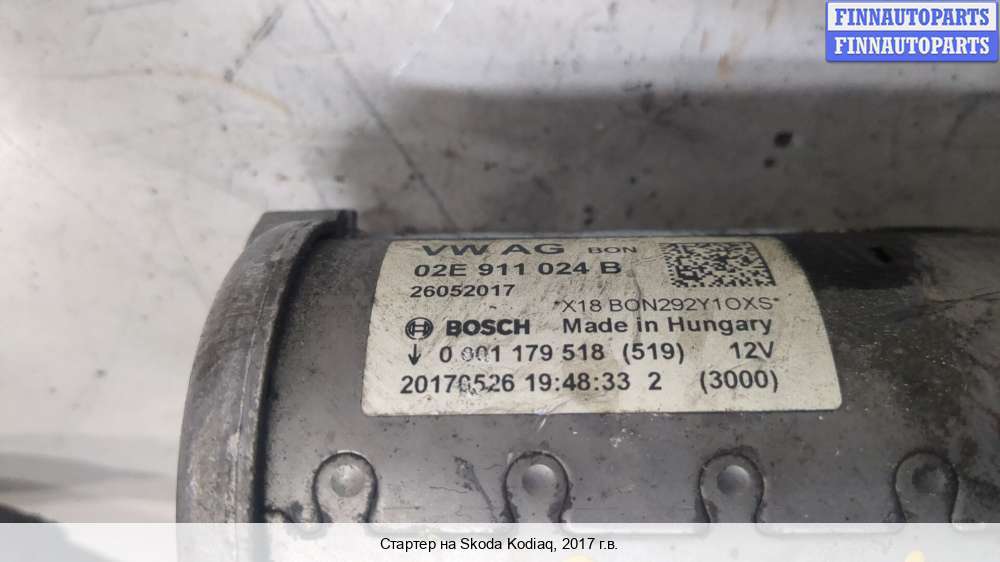 FINNAUTOPARTS
FINNAUTOPARTS
VW AG BON
02E 911 024 B
26052017
*X18 BON292Y1OXS*
BOSCH Made in Hungary
0 001 179 518 (519) 12V
20170526 19:48:33 2 (3000)
Стартер на Skoda Kodiaq, 2017 г.в.